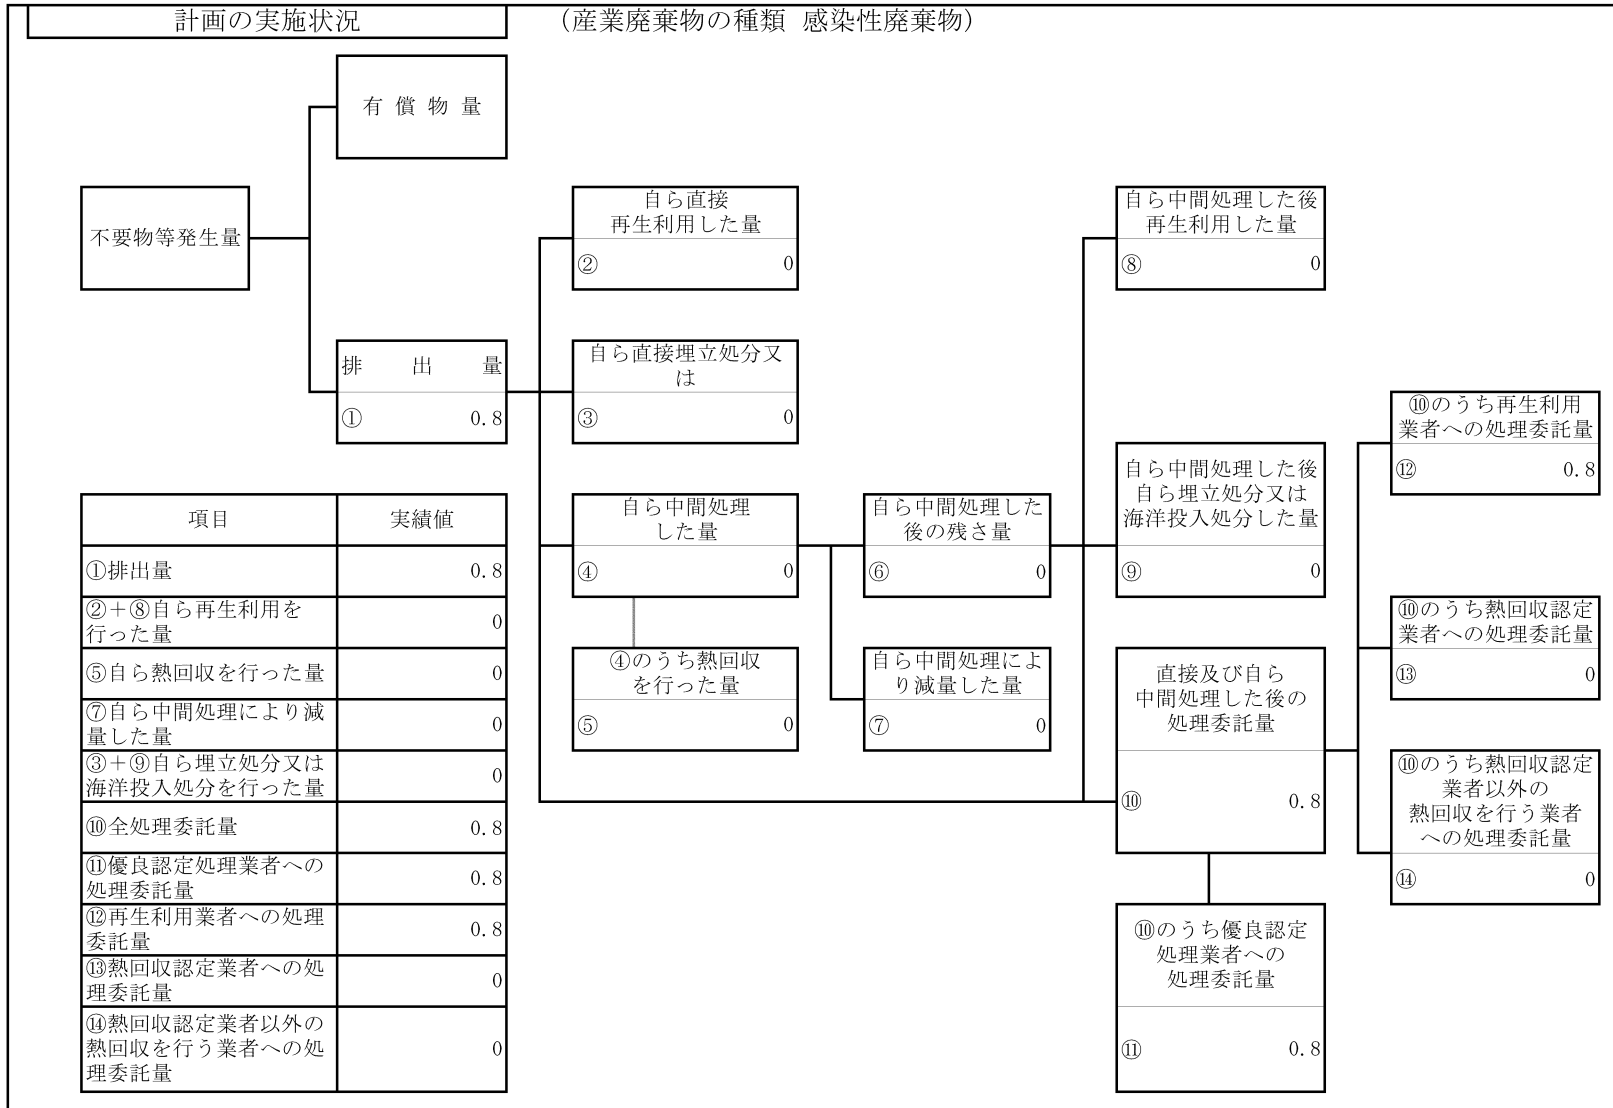 計画の実施状況
(産業廃棄物の種類 感染性廃棄物)
有償物量
不要物等発生量
排出量
① 0.8
自ら直接
再生利用した量
② 0
自ら直接埋立処分又
は
③ 0
自ら中間処理
した量
④ 0
④のうち熱回収
を行った量
⑤ 0
自ら中間処理した
後の残さ量
⑥ 0
自ら中間処理によ
り減量した量
⑦ 0
自ら中間処理した後
再生利用した量
⑧ 0
自ら中間処理した後
自ら埋立処分又は
海洋投入処分した量
⑨ 0
直接及び自ら
中間処理した後の
処理委託量
⑩ 0.8
⑩のうち優良認定
処理業者への
処理委託量
⑪ 0.8
⑩のうち再生利用
業者への処理委託量
⑫ 0.8
⑩のうち熱回収認定
業者への処理委託量
⑬ 0
⑩のうち熱回収認定
業者以外の
熱回収を行う業者
への処理委託量
⑭ 0
項目 実績値
①排出量 0.8
②+⑧自ら再生利用を
行った量 0
⑤自ら熱回収を行った量 0
⑦自ら中間処理により減
量した量 0
③+⑨自ら埋立処分又は
海洋投入処分を行った量 0
⑩全処理委託量 0.8
⑪優良認定処理業者への
処理委託量 0.8
⑫再生利用業者への処理
委託量 0.8
⑬熱回収認定業者への処
理委託量 0
⑭熱回収認定業者以外の
熱回収を行う業者への処
理委託量 0